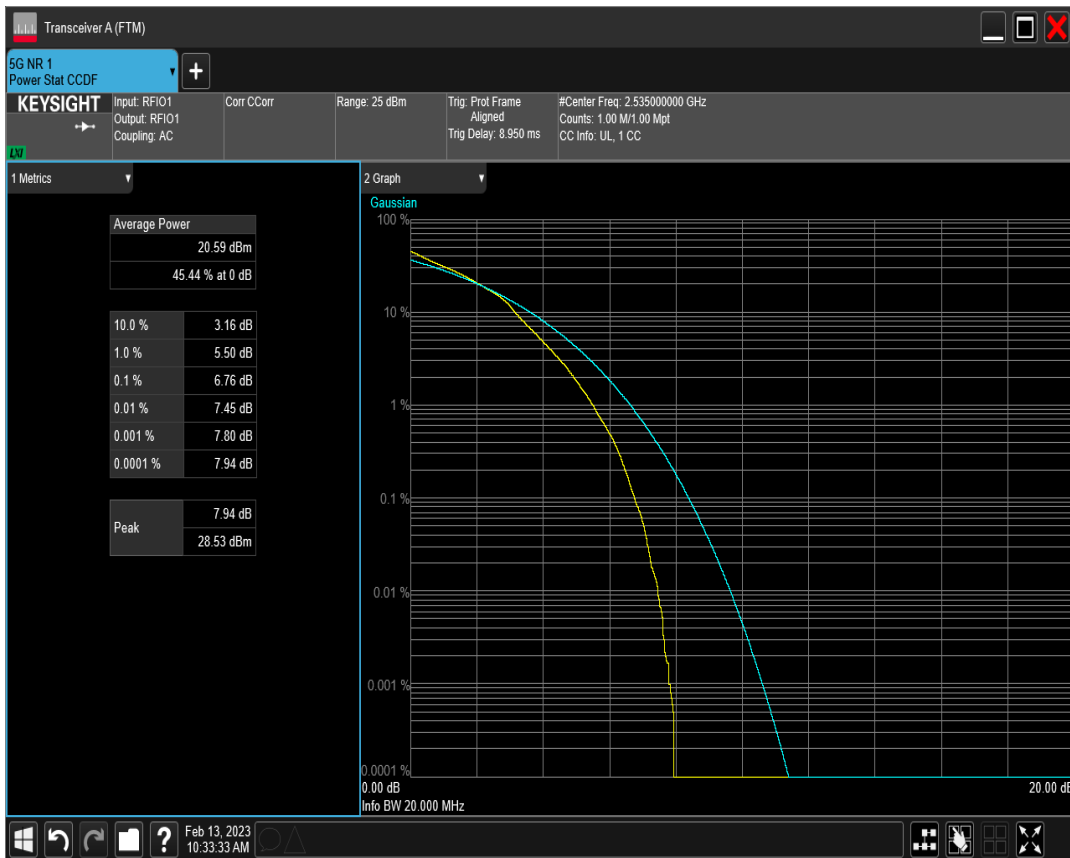 Transceiver A (FTM)
5G NR 1
Power Stat CCDF
+
KEYSIGHT
LXI
Input: RFIO1
Output: RFIO1
Coupling: AC
Corr CCorr
Range: 25 dBm
Trig: Prot Frame
Aligned
Trig Delay: 8.950 ms
#Center Freq: 2.535000000 GHz
Counts: 1.00 M/1.00 Mpt
CC Info: UL, 1 CC
1 Metrics
Average Power
20.59 dBm
45.44 % at 0 dB
10.0 % 3.16 dB
1.0 % 5.50 dB
0.1 % 6.76 dB
0.01 % 7.45 dB
0.001 % 7.80 dB
0.0001 % 7.94 dB
Peak
7.94 dB
28.53 dBm
2 Graph
Gaussian
100 %
10 %
1 %
0.1 %
0.01 %
0.001 %
0.0001 %
0.00 dB
20.00 dB
Info BW 20.000 MHz
?
Feb 13, 2023
10:33:33 AM